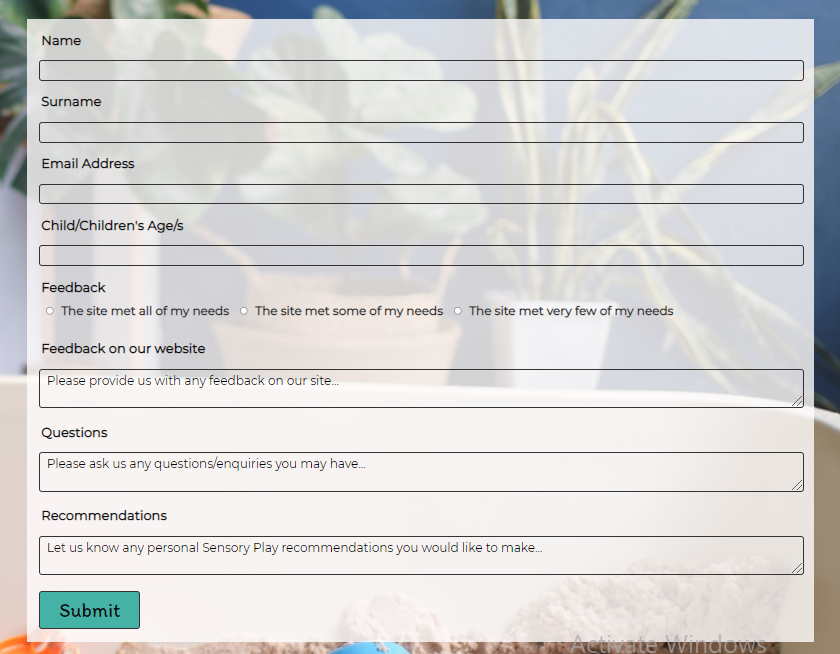 Name
Surname
Email Address
Child/Children's Age/s
Feedback
The site met all of my needs The site met some of my needs The site met very few of my needs
Feedback on our website
Please provide us with any feedback on our site...
Questions
Please ask us any questions/enquiries you may have...
Recommendations
Let us know any personal Sensory Play recommendations you would like to make...
Submit
Activate Windows